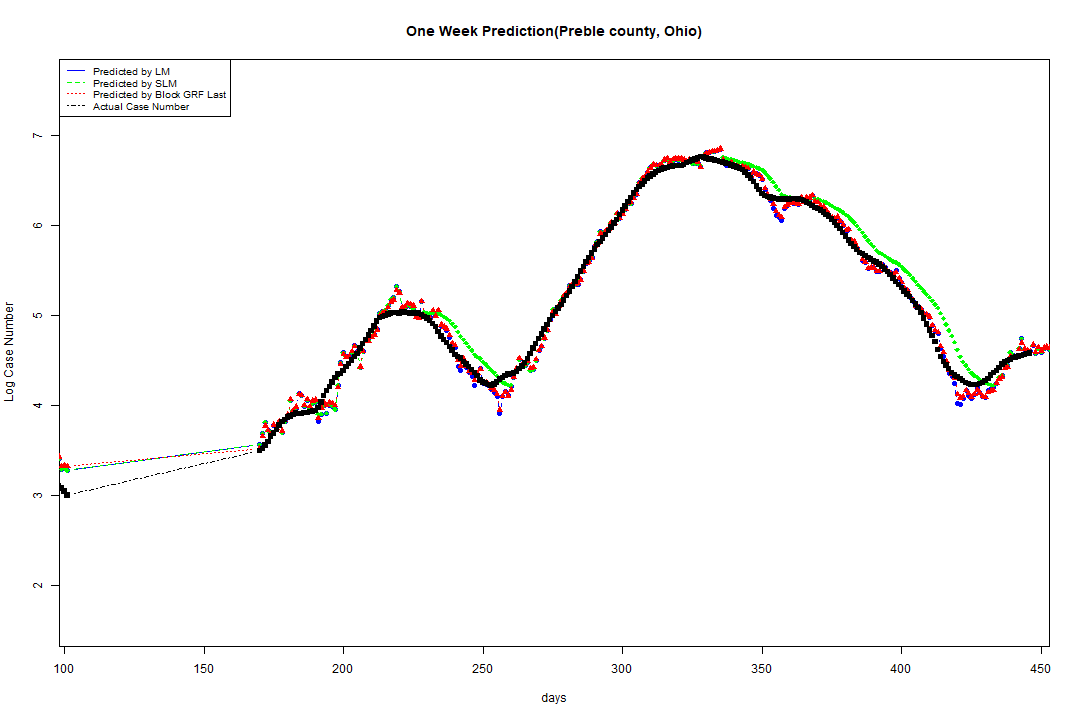 One Week Prediction(Preble county, Ohio)
Predicted by LM
Predicted by SLM
Predicted by Block GRF Last
Actual Case Number
Log Case Number
7
6
5
4
3
2
100 150 200 250 300 350 400 450
days